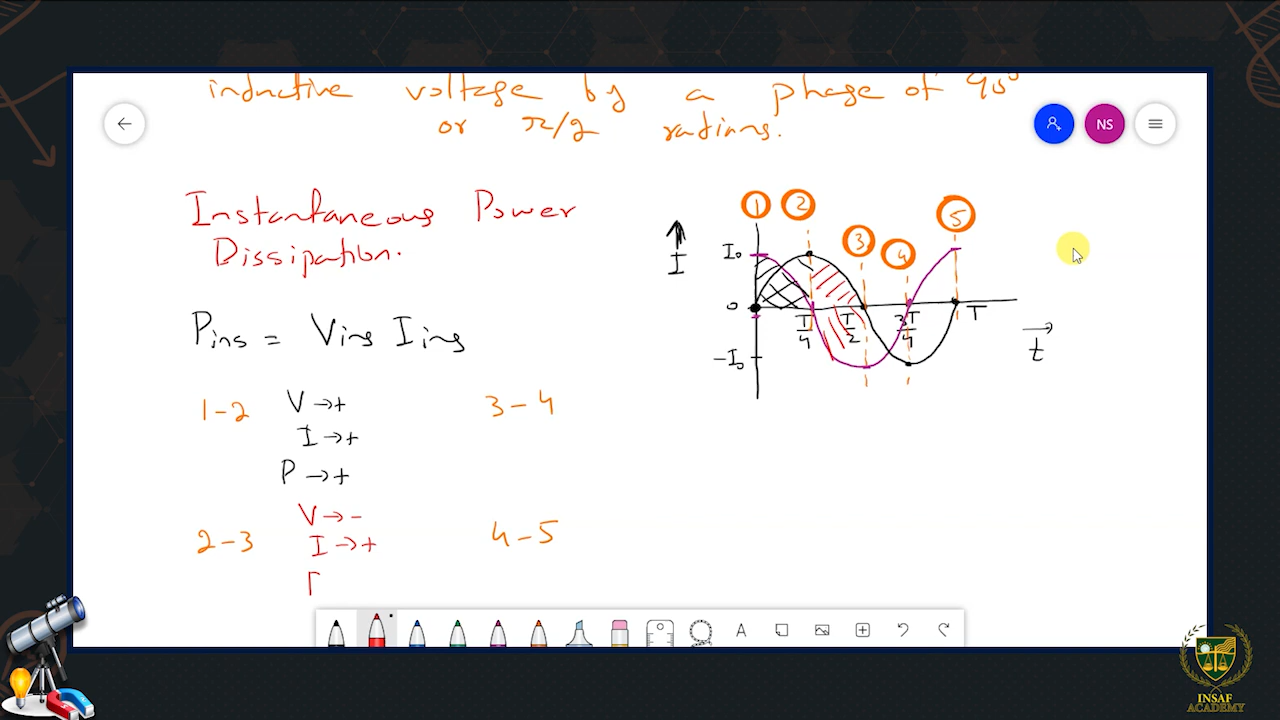 inductive voltage by a phage of 90°
or π/2 radians.
NS
Instantaneous Power
Dissipation.
Pins = Vins Iins
1-2 V → +
I → +
P → +
3-4
2-3 V → -
I → +
4-5
1 2 3 4 5
I
I₀
0
-I₀
T/4 T/2 3T/4 T
t
A
INSAF
ACADEMY